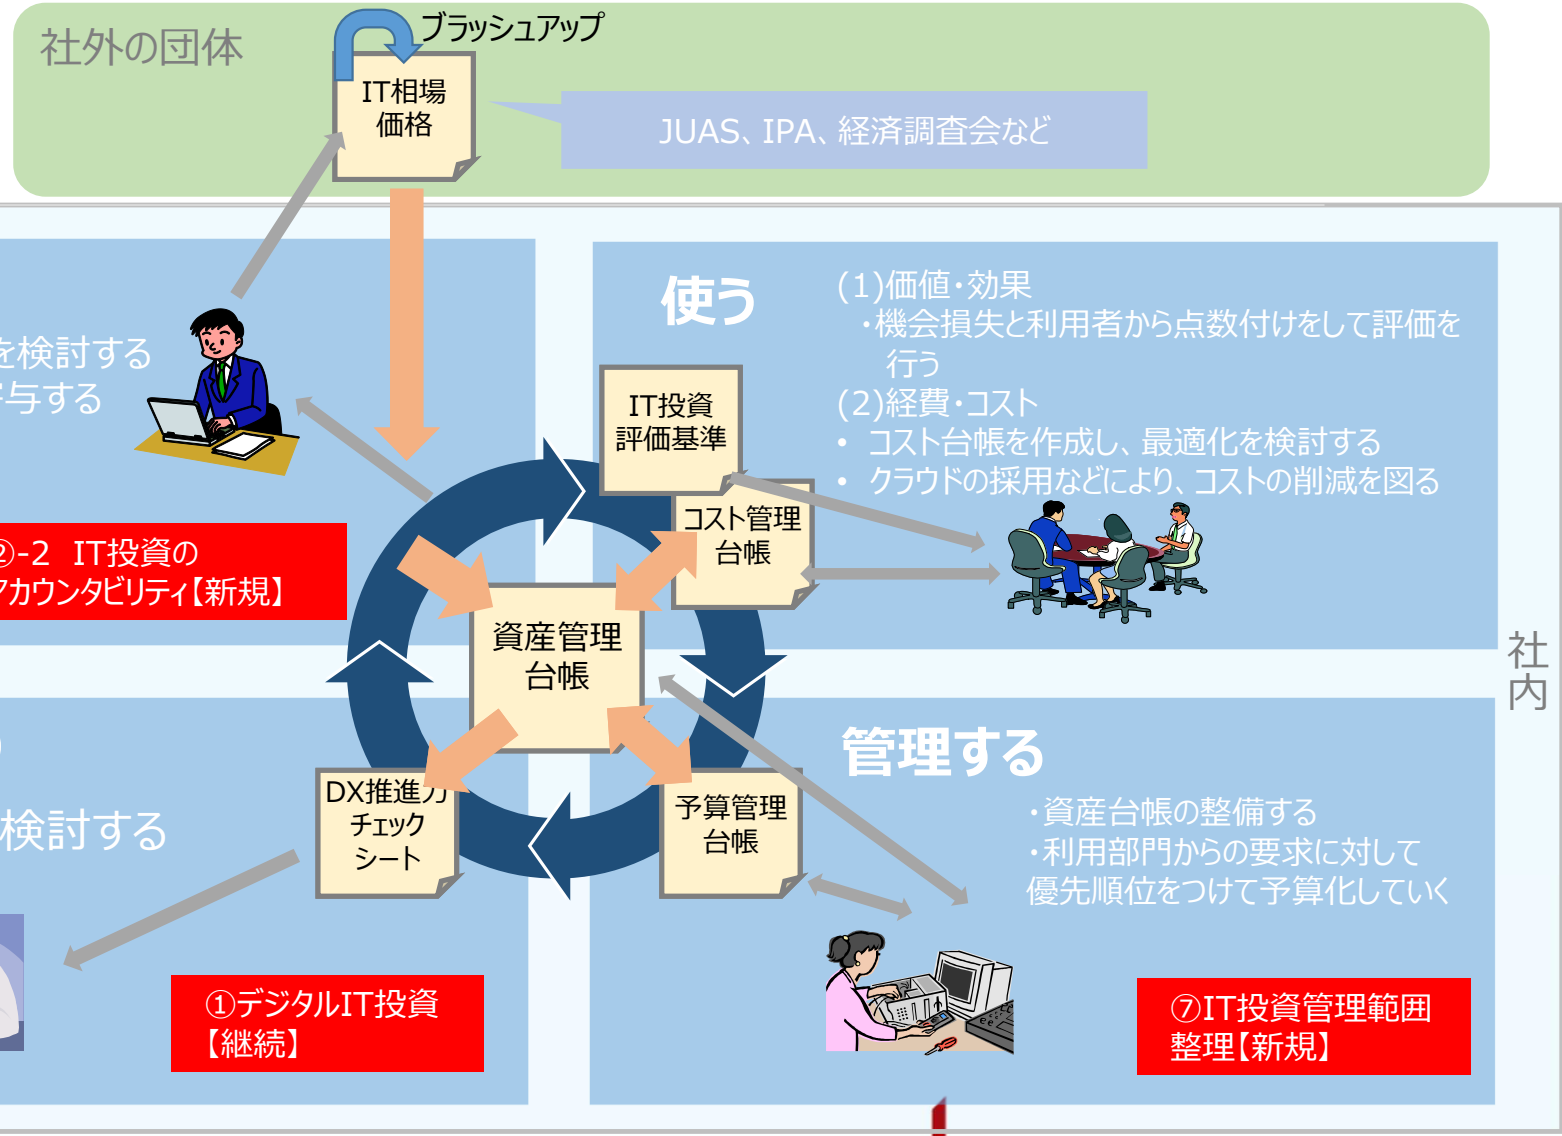 社外の団体
ブラッシュアップ
IT相場
価格
JUAS、IPA、経済調査会など
を検討する
寄与する
使う
(1)価値・効果
・機会損失と利用者から点数付けをして評価を
行う
(2)経費・コスト
• コスト台帳を作成し、最適化を検討する
• クラウドの採用などにより、コストの削減を図る
IT投資
評価基準
コスト管理
台帳
②-2 IT投資の
アカウンタビリティ【新規】
資産管理
台帳
社内
検討する
DX推進力
チェック
シート
予算管理
台帳
管理する
・資産台帳の整備する
・利用部門からの要求に対して
優先順位をつけて予算化していく
①デジタルIT投資
【継続】
⑦IT投資管理範囲
整理【新規】